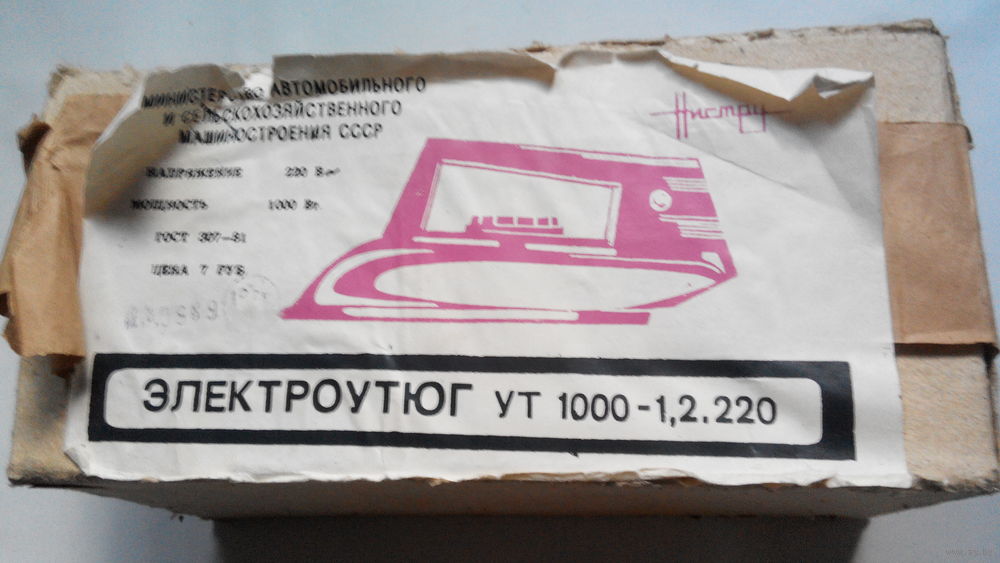 МИНИСТЕРСТВО АВТОМОБИЛЬНОГО
И СЕЛЬСКОХОЗЯЙСТВЕННОГО
МАШИНОСТРОЕНИЯ СССР
Нистру
НАПРЯЖЕНИЕ 220 В
МОЩНОСТЬ 1000 Вт
ГОСТ 307-81
ЦЕНА 7 РУБ
ЭЛЕКТРОУТЮГ УТ 1000-1,2.220